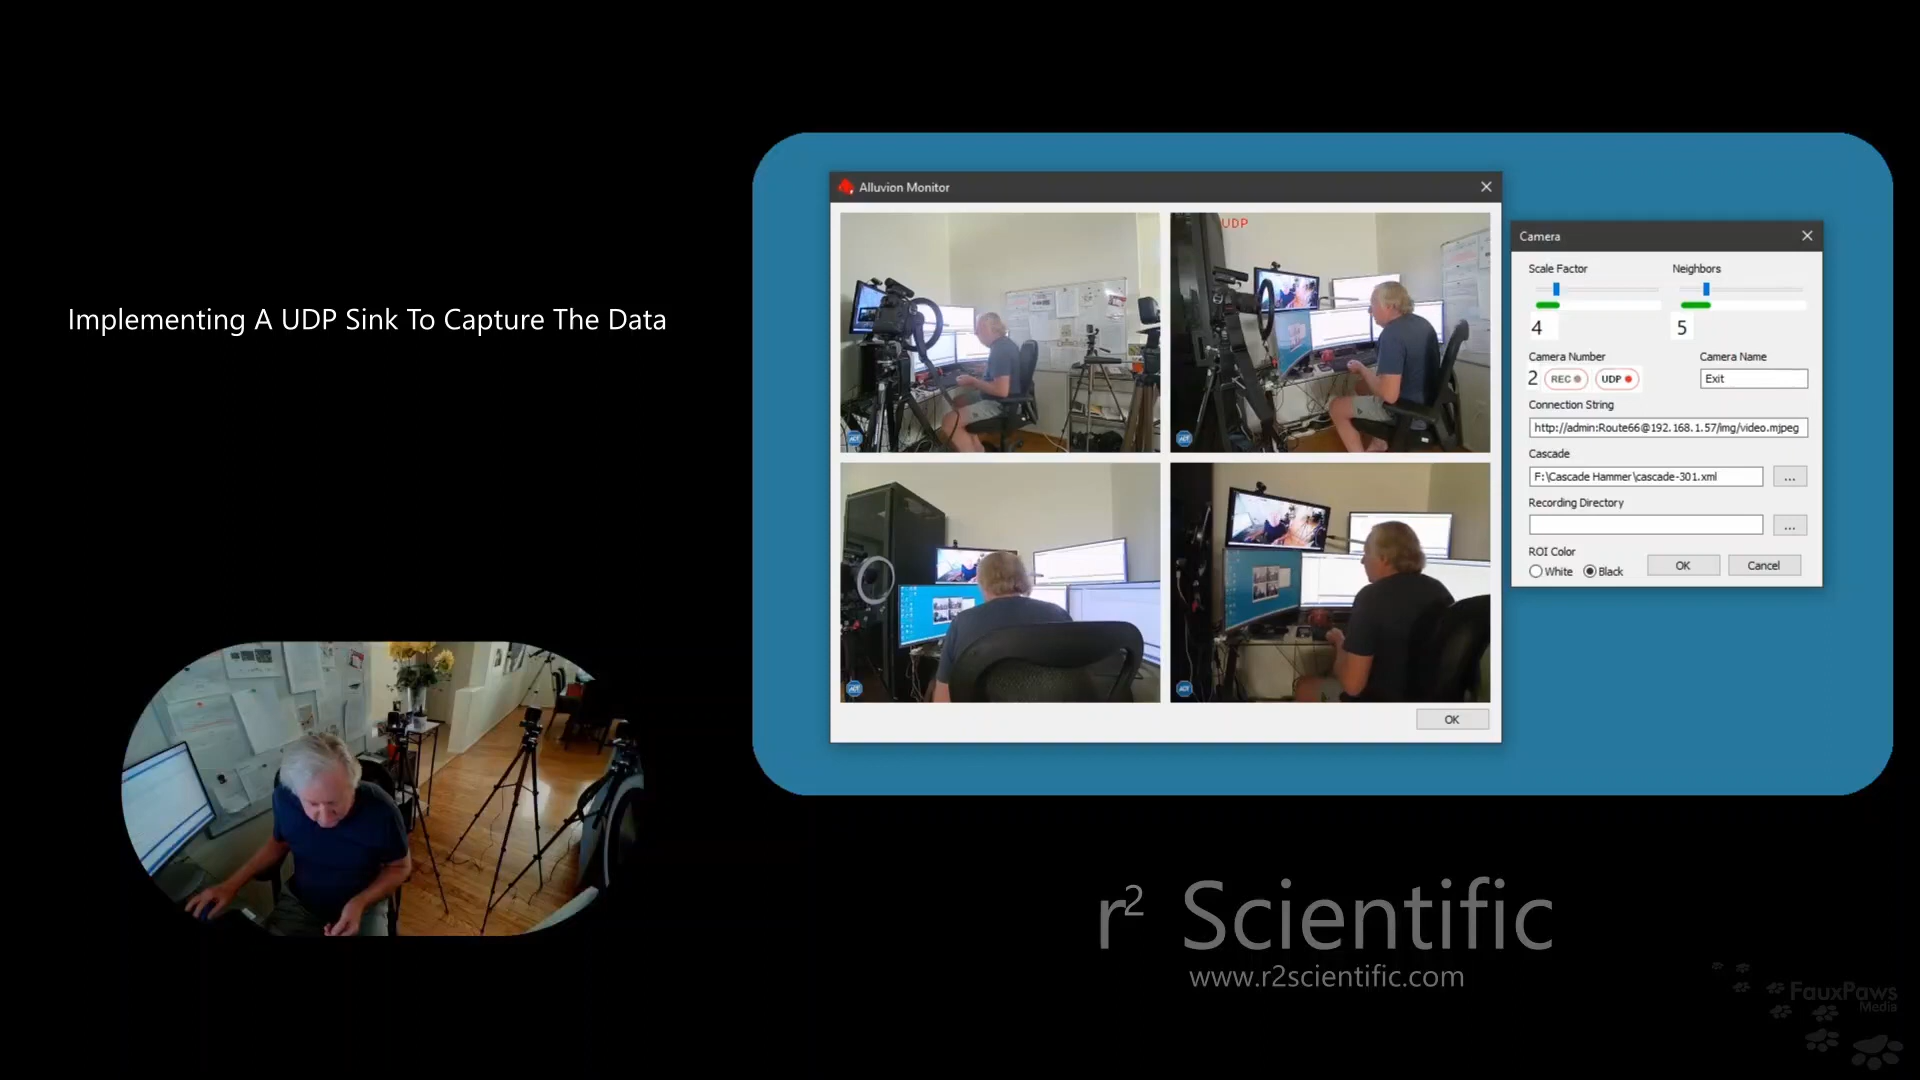 Implementing A UDP Sink To Capture The Data
Alluvion Monitor
UDP
ADT
ADT
ADT
OK
Camera
Scale Factor Neighbors
4 5
Camera Number Camera Name
2 REC UDP Exit
Connection String
http://admin:Route66@192.168.1.57/img/video.mjpeg
Cascade
F:\Cascade Hammer\cascade-301.xml ...
Recording Directory
...
ROI Color
White Black OK Cancel
r² Scientific
www.r2scientific.com
FauxPaws
Media